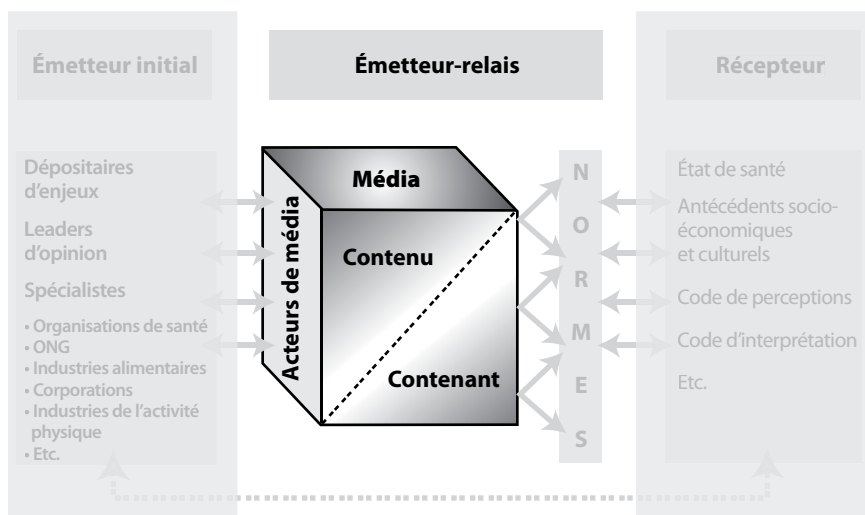 Émetteur initial
Dépositaires
d'enjeux
Leaders
d'opinion
Spécialistes
• Organisations de santé
• ONG
• Industries alimentaires
• Corporations
• Industries de l'activité
physique
• Etc.
Émetteur-relais
Média
Acteurs de média
Contenu
Contenant
N
O
R
M
E
S
Récepteur
État de santé
Antécédents socio-
économiques
et culturels
Code de perceptions
Code d'interprétation
Etc.